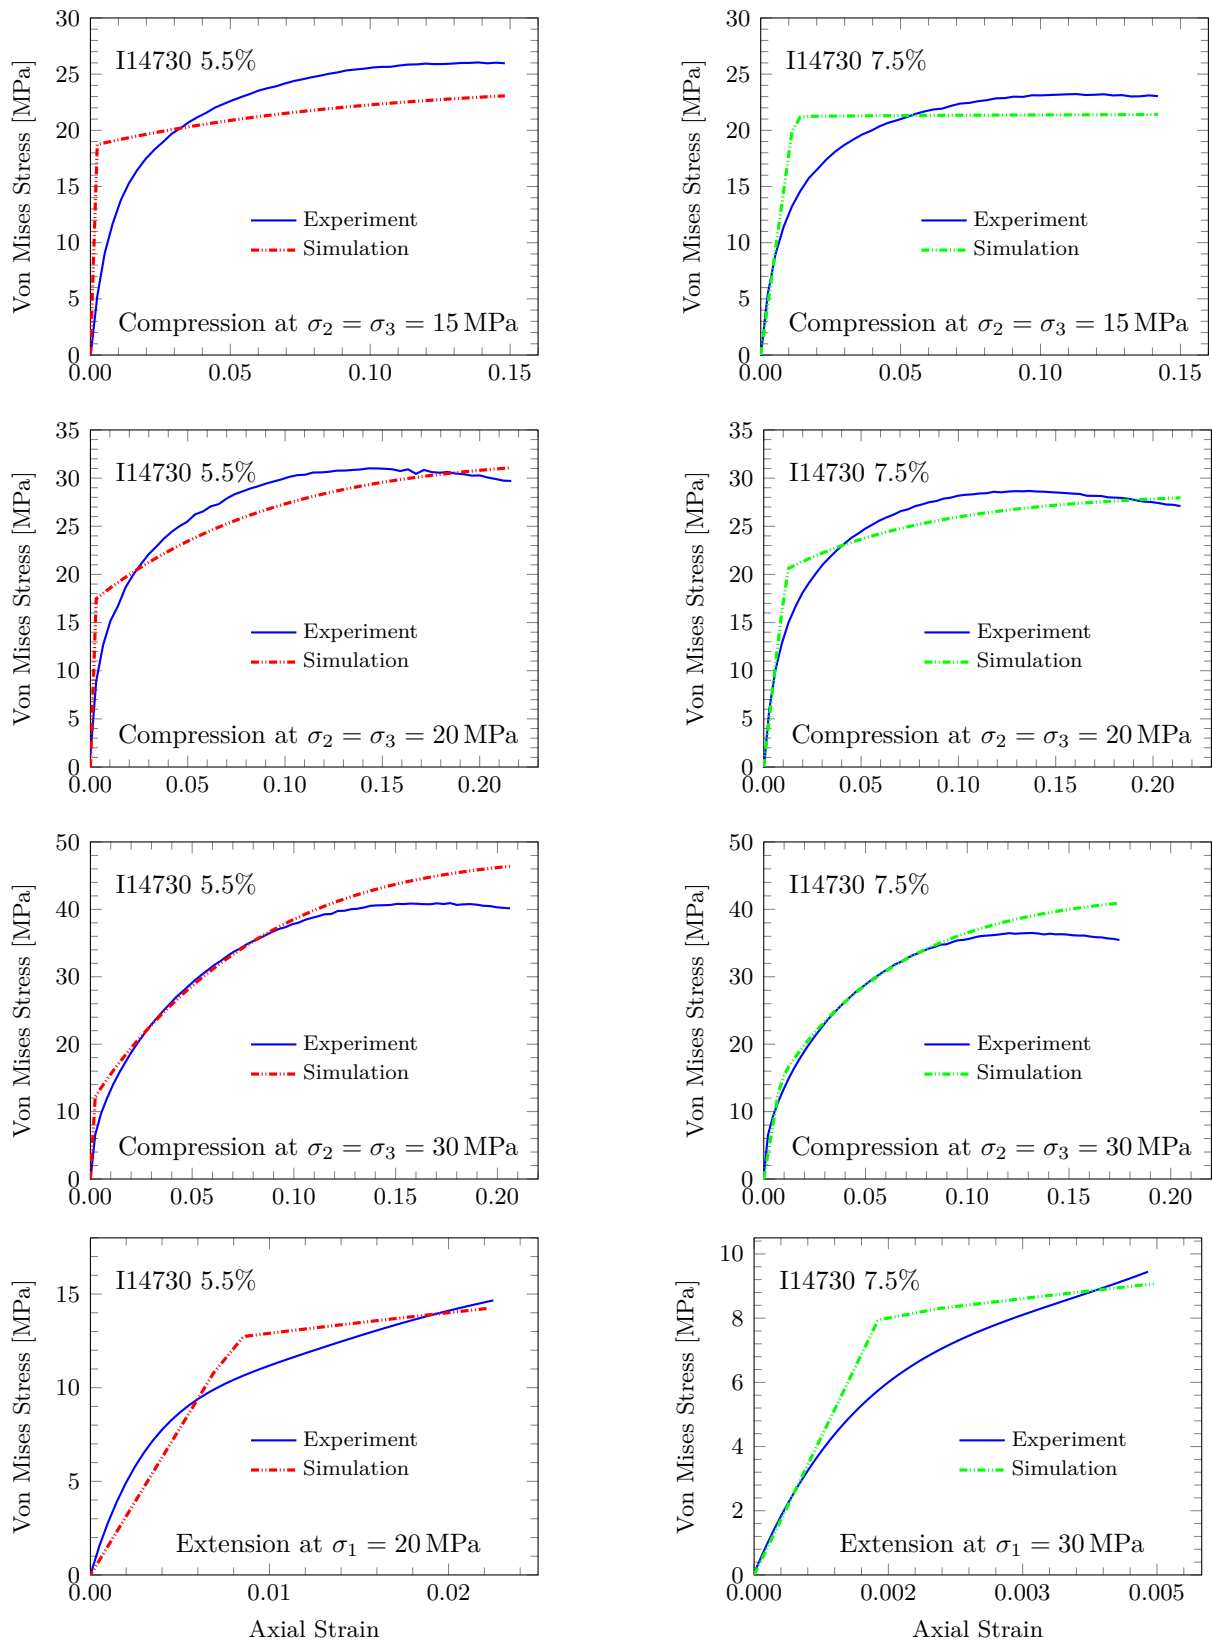 30
25
20
15
10
5
0
Von Mises Stress [MPa]
I14730 5.5%
Experiment
Simulation
Compression at σ₂ = σ₃ = 15 MPa
0.00 0.05 0.10 0.15
30
25
20
15
10
5
0
Von Mises Stress [MPa]
I14730 7.5%
Experiment
Simulation
Compression at σ₂ = σ₃ = 15 MPa
0.00 0.05 0.10 0.15
35
30
25
20
15
10
5
0
Von Mises Stress [MPa]
I14730 5.5%
Experiment
Simulation
Compression at σ₂ = σ₃ = 20 MPa
0.00 0.05 0.10 0.15 0.20
35
30
25
20
15
10
5
0
Von Mises Stress [MPa]
I14730 7.5%
Experiment
Simulation
Compression at σ₂ = σ₃ = 20 MPa
0.00 0.05 0.10 0.15 0.20
50
40
30
20
10
0
Von Mises Stress [MPa]
I14730 5.5%
Experiment
Simulation
Compression at σ₂ = σ₃ = 30 MPa
0.00 0.05 0.10 0.15 0.20
50
40
30
20
10
0
Von Mises Stress [MPa]
I14730 7.5%
Experiment
Simulation
Compression at σ₂ = σ₃ = 30 MPa
0.00 0.05 0.10 0.15 0.20
15
10
5
0
Von Mises Stress [MPa]
I14730 5.5%
Experiment
Simulation
Extension at σ₁ = 20 MPa
0.00 0.01 0.02
Axial Strain
10
8
6
4
2
0
Von Mises Stress [MPa]
I14730 7.5%
Experiment
Simulation
Extension at σ₁ = 30 MPa
0.000 0.002 0.003 0.005
Axial Strain